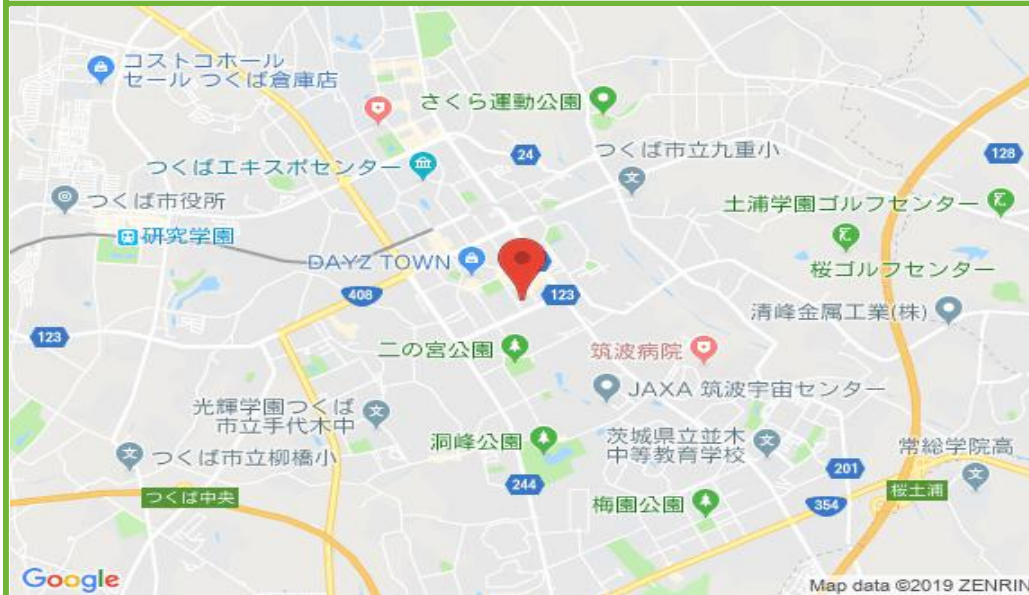 コストコホール
セール つくば倉庫店
さくら運動公園
24
つくば市立九重小
128
つくばエキスポセンター
つくば市役所
土浦学園ゴルフセンター
研究学園
DAYZ TOWN
桜ゴルフセンター
408
123
清峰金属工業(株)
123
二の宮公園
筑波病院
JAXA 筑波宇宙センター
光輝学園つくば
市立手代木中
洞峰公園
茨城県立並木
中等教育学校
常総学院高
つくば市立柳橋小
201
244
桜土浦
つくば中央
梅園公園
354
Google
Map data ©2019 ZENRIN